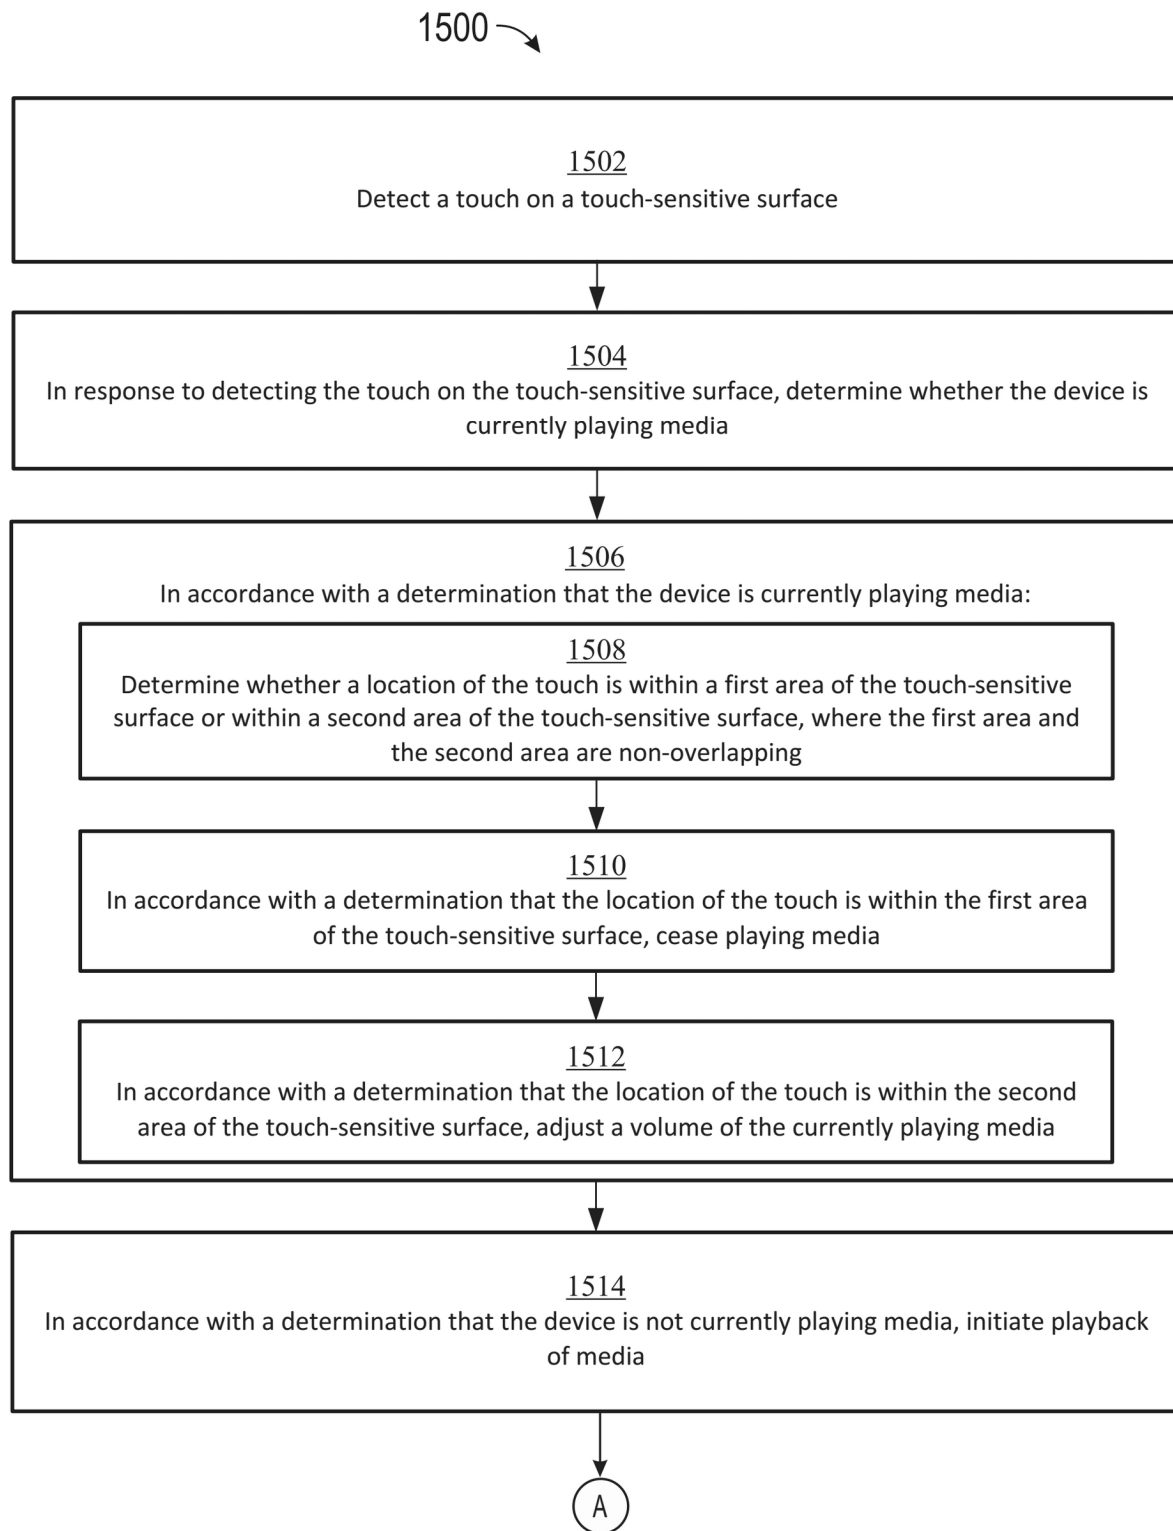 1500
1502
Detect a touch on a touch-sensitive surface
1504
In response to detecting the touch on the touch-sensitive surface, determine whether the device is
currently playing media
1506
In accordance with a determination that the device is currently playing media:
1508
Determine whether a location of the touch is within a first area of the touch-sensitive
surface or within a second area of the touch-sensitive surface, where the first area and
the second area are non-overlapping
1510
In accordance with a determination that the location of the touch is within the first area
of the touch-sensitive surface, cease playing media
1512
In accordance with a determination that the location of the touch is within the second
area of the touch-sensitive surface, adjust a volume of the currently playing media
1514
In accordance with a determination that the device is not currently playing media, initiate playback
of media
A